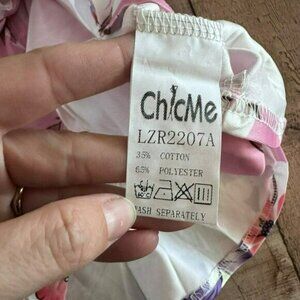 ChicMe
LZR2207A
35% COTTON
65% POLYESTER
WASH SEPARATELY